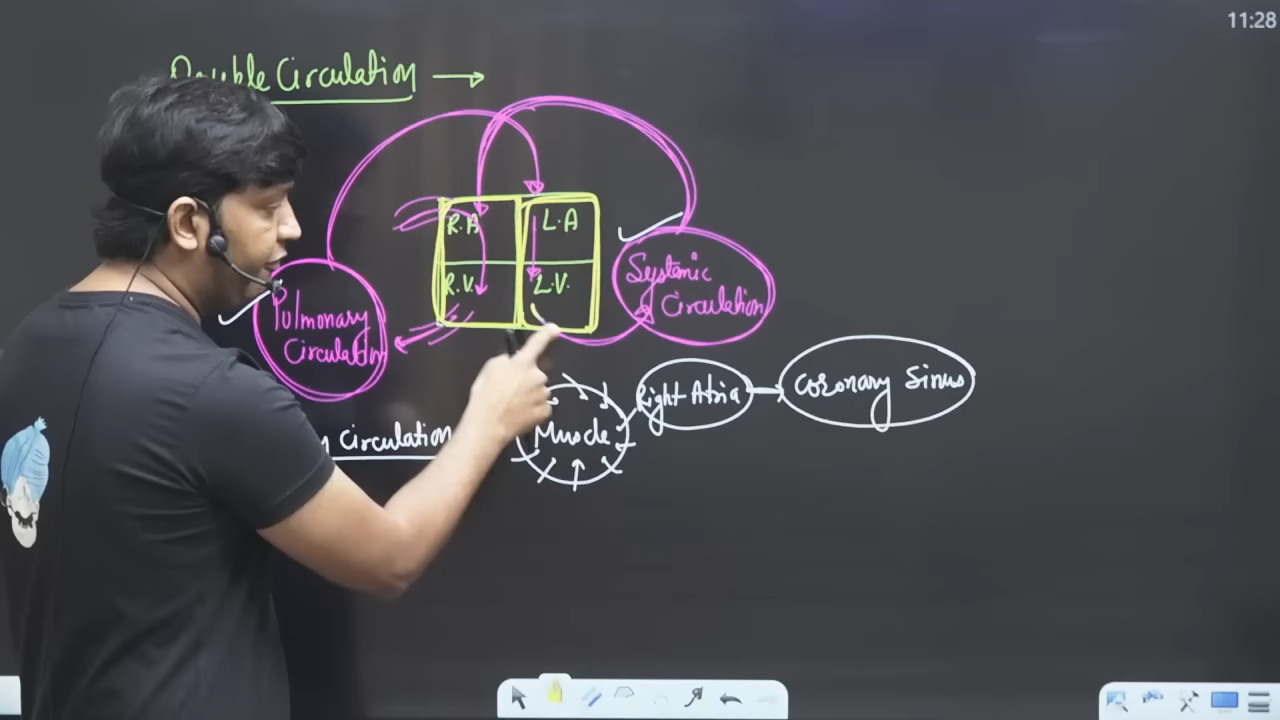 11:28
Double Circulation →
R.A
L.A
R.V.
L.V.
Pulmonary
Circulation
Systemic
Circulation
Circulation
Muscle
Right Atria
Coronary Sinus